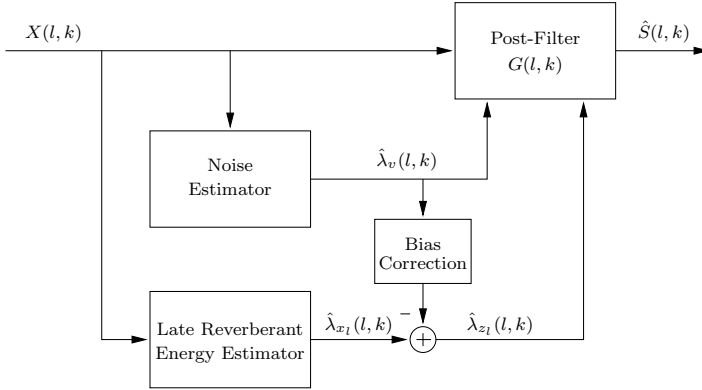 X(l, k)
Post-Filter
G(l, k)
Ŝ(l, k)
Noise
Estimator
λ̂_v(l, k)
Bias
Correction
Late Reverberant
Energy Estimator
λ̂_{x_l}(l, k)
−
+
λ̂_{z_l}(l, k)